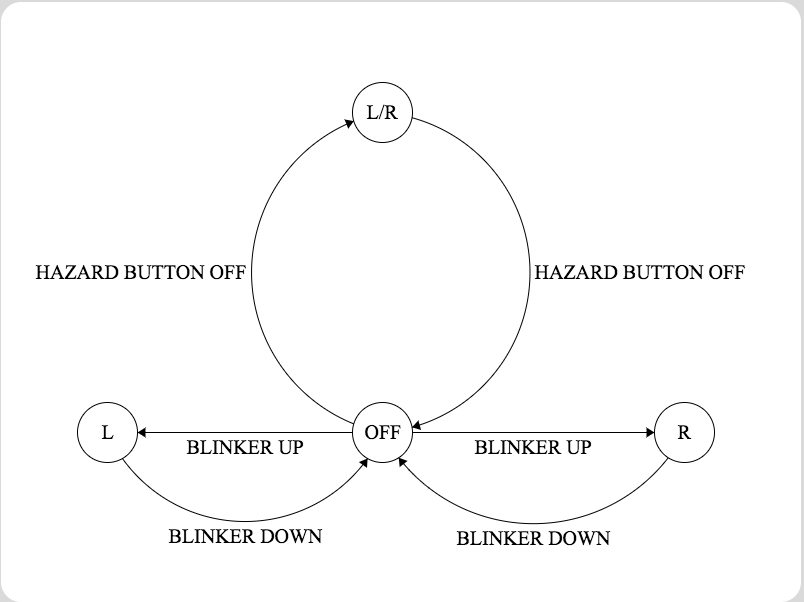 L/R
HAZARD BUTTON OFF
HAZARD BUTTON OFF
L
OFF
R
BLINKER UP
BLINKER UP
BLINKER DOWN
BLINKER DOWN